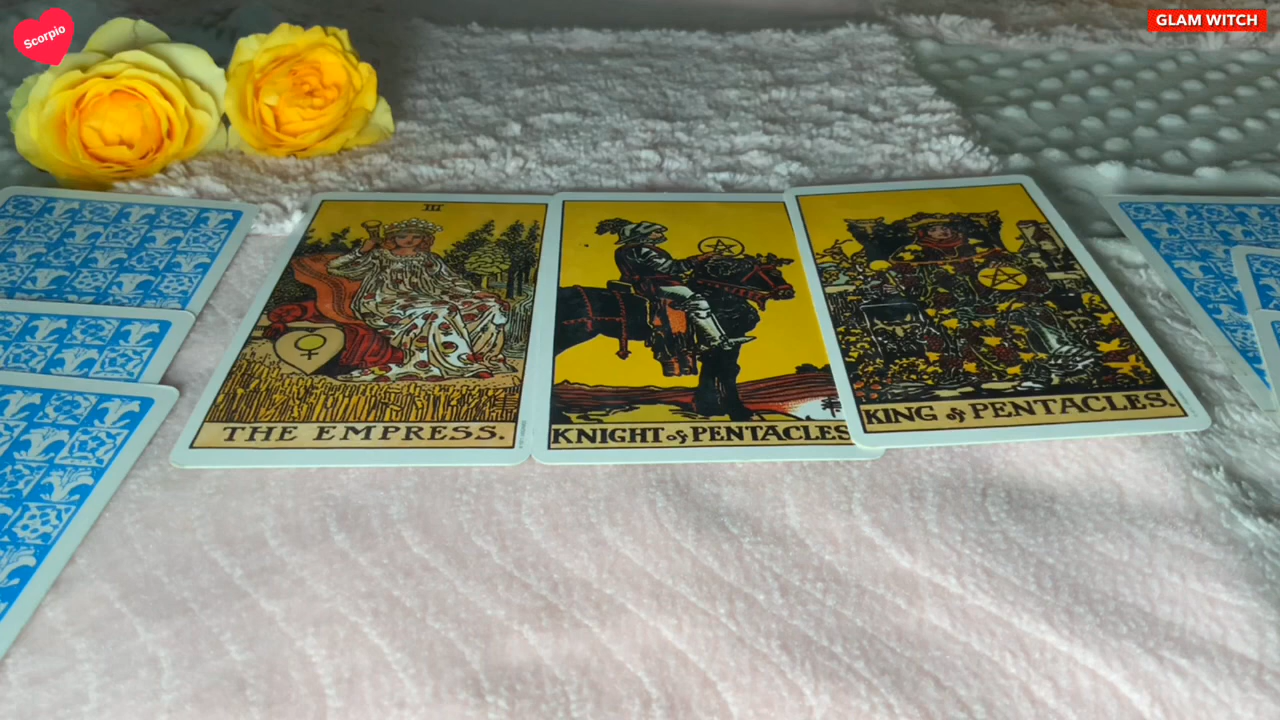 Scorpio
GLAM WITCH
III
THE EMPRESS.
KNIGHT of PENTACLES
KING of PENTACLES.